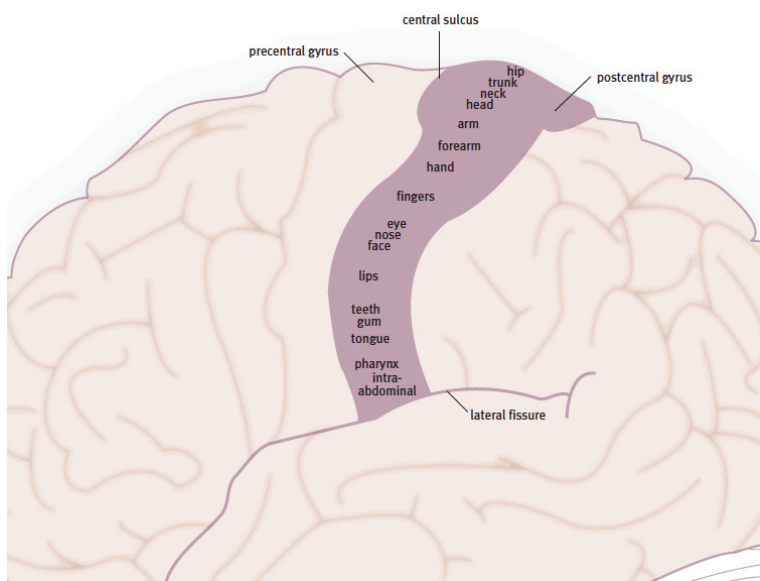 central sulcus
precentral gyrus
postcentral gyrus
hip
trunk
neck
head
arm
forearm
hand
fingers
eye
nose
face
lips
teeth
gum
tongue
pharynx
intra-
abdominal
lateral fissure